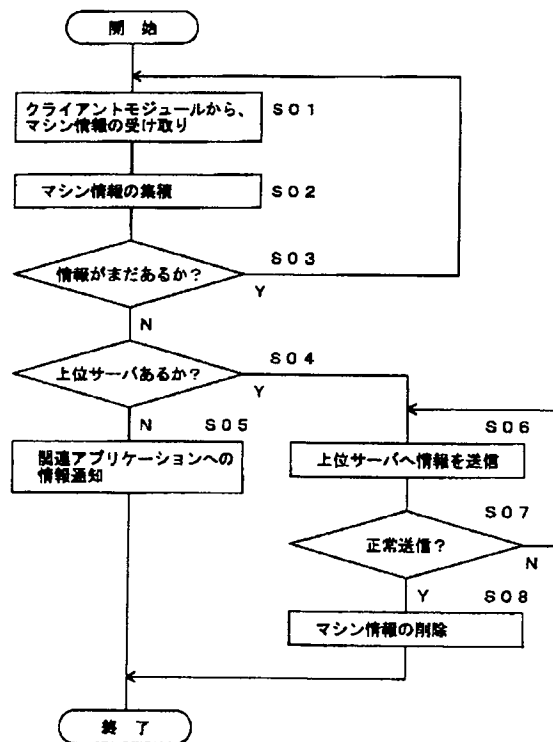 開 始
クライアントモジュールから、
マシン情報の受け取り
S01
マシン情報の集積
S02
情報がまだあるか?
S03
Y
N
上位サーバあるか?
S04
Y
N
S05
関連アプリケーションへの
情報通知
S06
上位サーバへ情報を送信
S07
正常送信?
N
Y
S08
マシン情報の削除
終 了